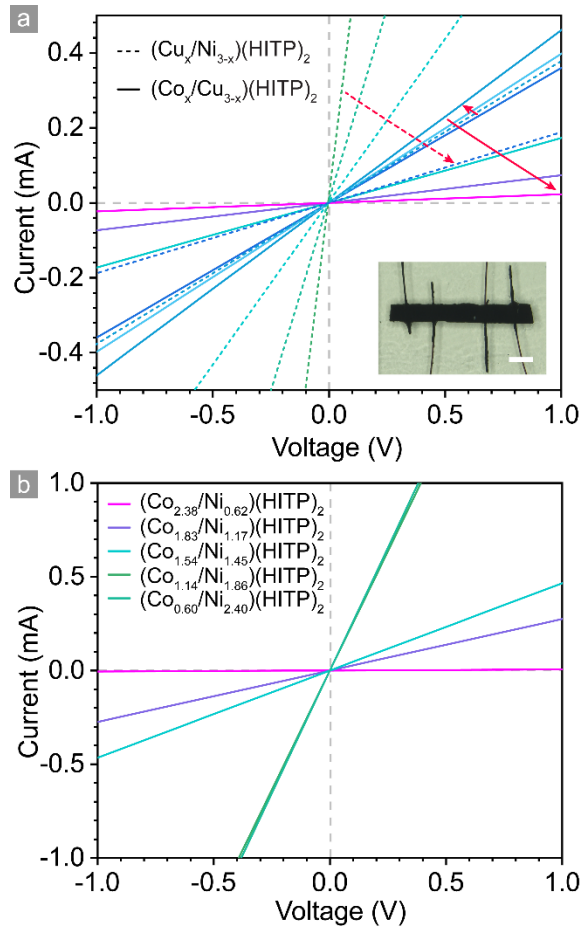 a
(Cuₓ/Ni₃₋ₓ)(HITP)₂
(Coₓ/Cu₃₋ₓ)(HITP)₂
0.4
0.2
0.0
-0.2
-0.4
Current (mA)
-1.0 -0.5 0.0 0.5 1.0
Voltage (V)
b
(Co₂.₃₈/Ni₀.₆₂)(HITP)₂
(Co₁.₈₃/Ni₁.₁₇)(HITP)₂
(Co₁.₅₄/Ni₁.₄₅)(HITP)₂
(Co₁.₁₄/Ni₁.₈₆)(HITP)₂
(Co₀.₆₀/Ni₂.₄₀)(HITP)₂
1.0
0.5
0.0
-0.5
-1.0
Current (mA)
-1.0 -0.5 0.0 0.5 1.0
Voltage (V)